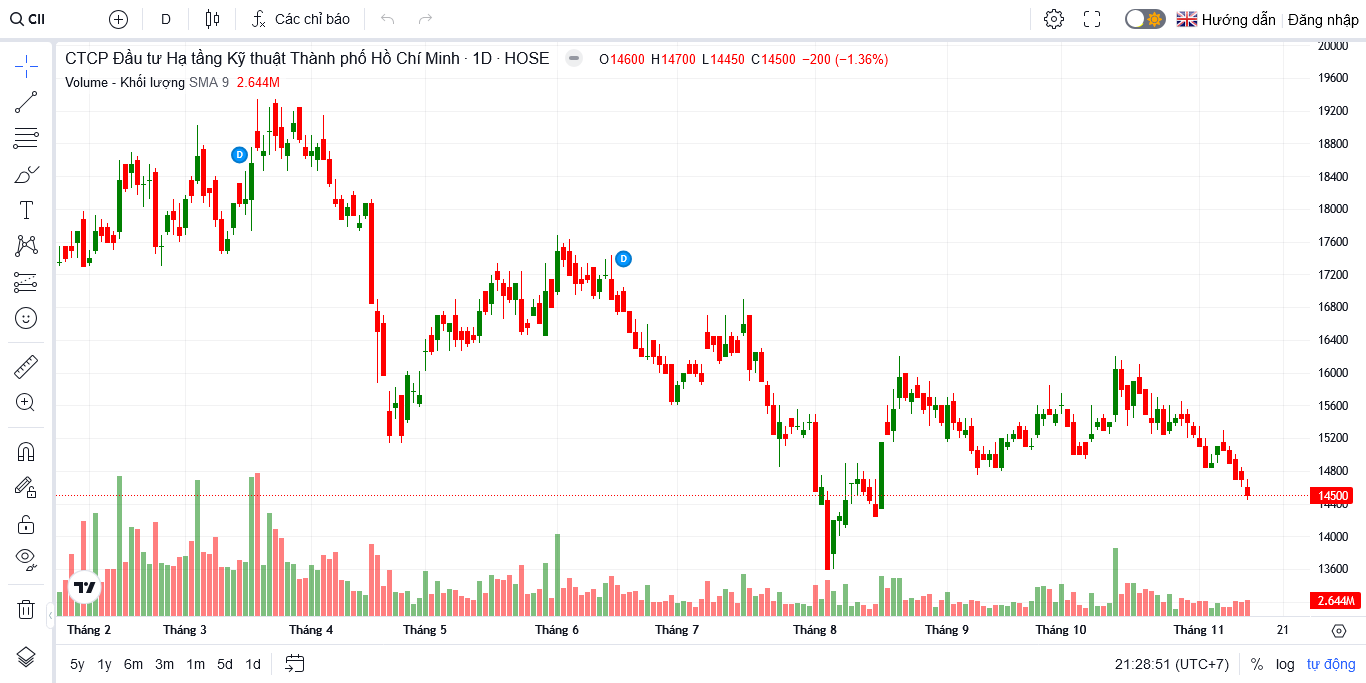 CII D Các chỉ báo Hướng dẫn Đăng nhập
CTCP Đầu tư Hạ tầng Kỹ thuật Thành phố Hồ Chí Minh · 1D · HOSE O14600 H14700 L14450 C14500 −200 (−1.36%)
Volume - Khối lượng SMA 9 2.644M
D
D
20000
19600
19200
18800
18400
18000
17600
17200
16800
16400
16000
15600
15200
14800
14500
14400
14000
13600
2.644M
Tháng 2 Tháng 3 Tháng 4 Tháng 5 Tháng 6 Tháng 7 Tháng 8 Tháng 9 Tháng 10 Tháng 11 21
5y 1y 6m 3m 1m 5d 1d 21:28:51 (UTC+7) % log tự động